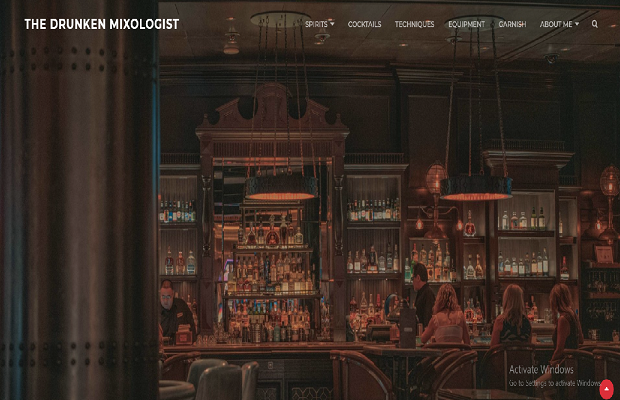 THE DRUNKEN MIXOLOGIST
SPIRITS COCKTAILS TECHNIQUES EQUIPMENT GARNISH ABOUT ME
Activate Windows
Go to Settings to activate Windows.